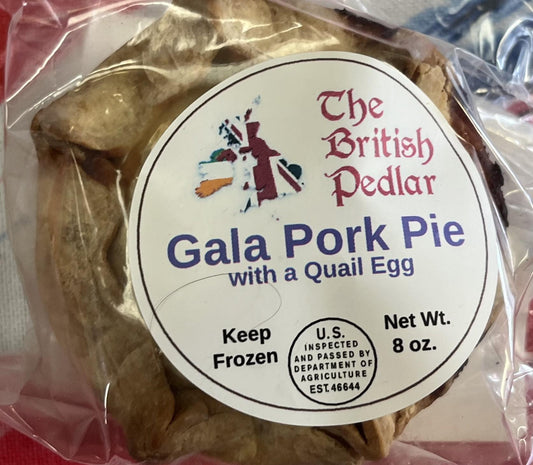 The
British
Pedlar
Gala Pork Pie
with a Quail Egg
Keep
Frozen
U.S.
INSPECTED
AND PASSED BY
DEPARTMENT OF
AGRICULTURE
EST.46644
Net Wt.
8 oz.